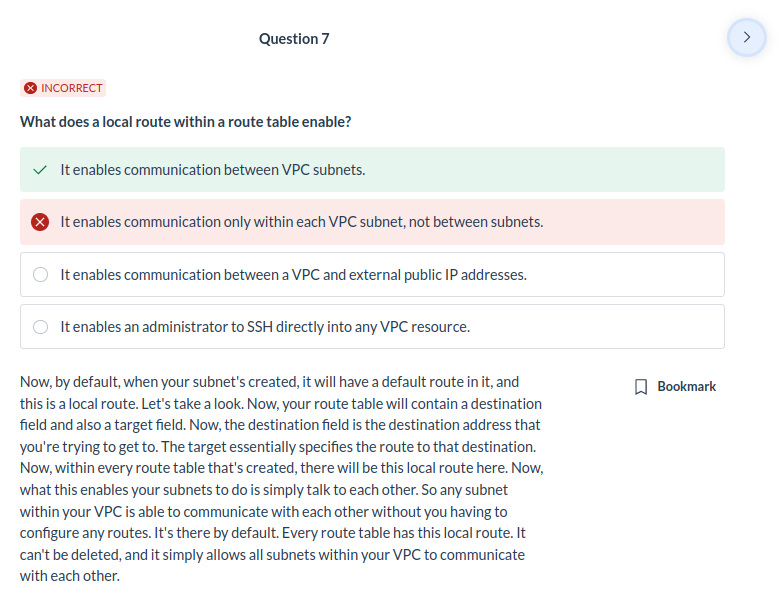 Question 7
INCORRECT
What does a local route within a route table enable?
It enables communication between VPC subnets.
It enables communication only within each VPC subnet, not between subnets.
It enables communication between a VPC and external public IP addresses.
It enables an administrator to SSH directly into any VPC resource.
Now, by default, when your subnet's created, it will have a default route in it, and
this is a local route. Let's take a look. Now, your route table will contain a destination
field and also a target field. Now, the destination field is the destination address that
you're trying to get to. The target essentially specifies the route to that destination.
Now, within every route table that's created, there will be this local route here. Now,
what this enables your subnets to do is simply talk to each other. So any subnet
within your VPC is able to communicate with each other without you having to
configure any routes. It's there by default. Every route table has this local route. It
can't be deleted, and it simply allows all subnets within your VPC to communicate
with each other.
Bookmark